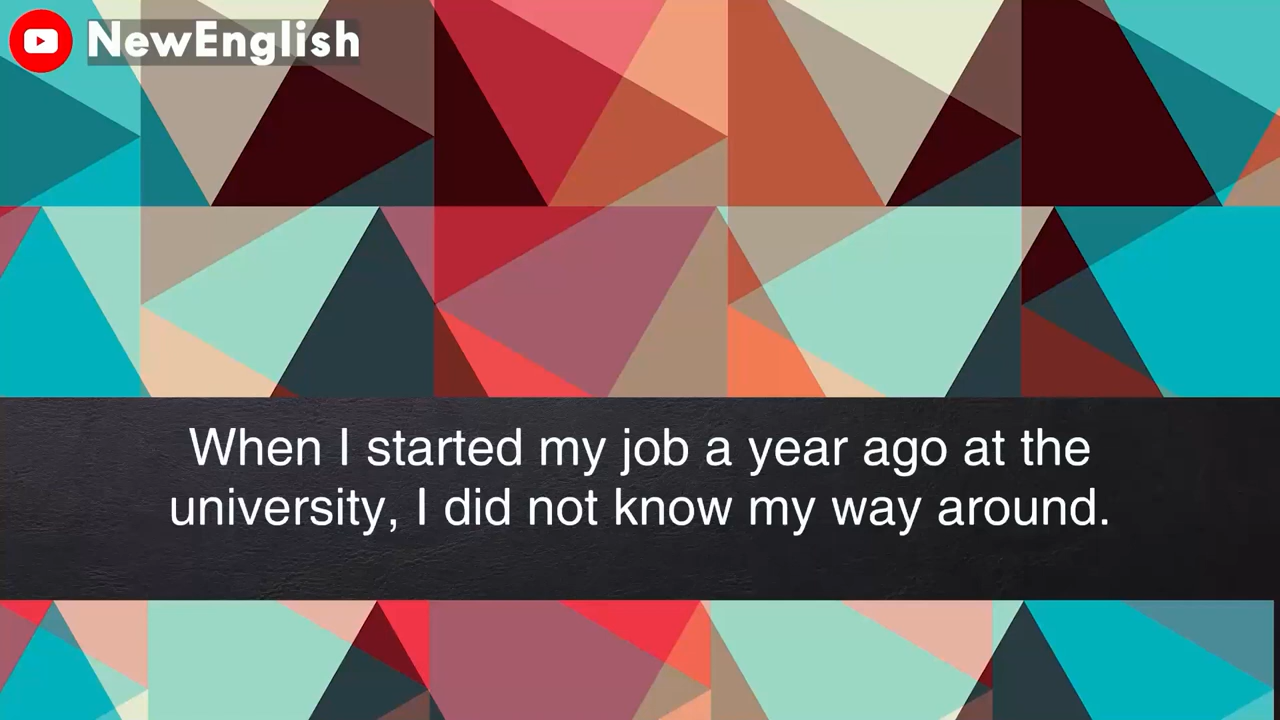 NewEnglish
When I started my job a year ago at the
university, I did not know my way around.